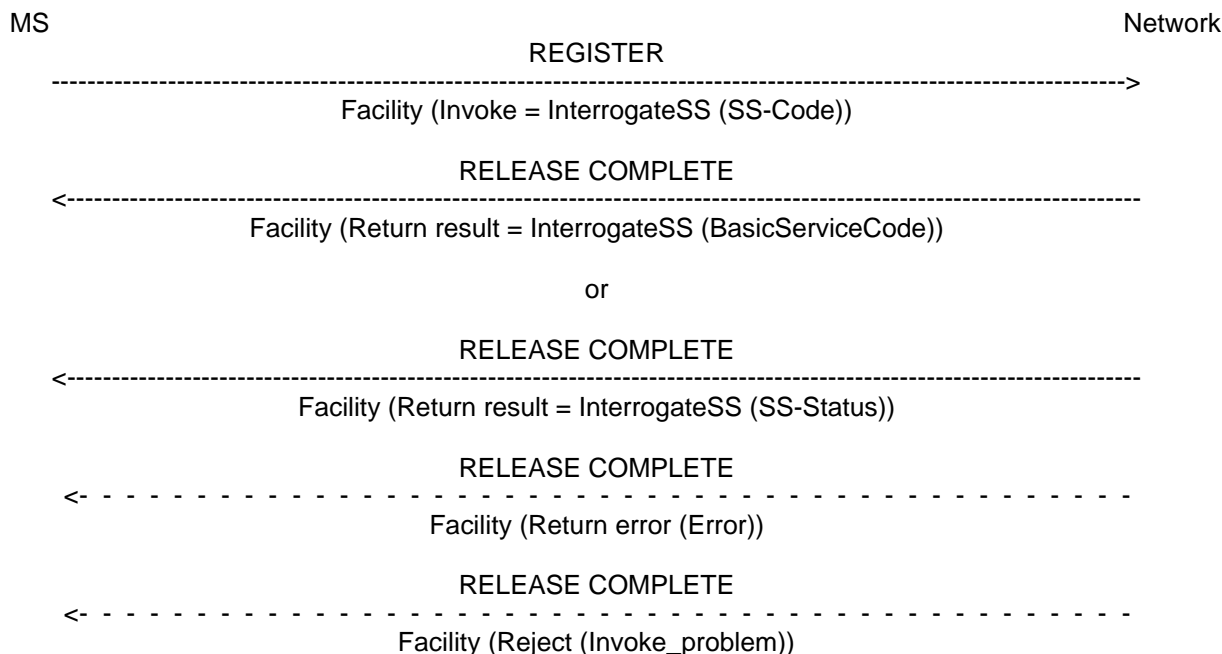 MS Network
REGISTER
Facility (Invoke = InterrogateSS (SS-Code))
RELEASE COMPLETE
Facility (Return result = InterrogateSS (BasicServiceCode))
or
RELEASE COMPLETE
Facility (Return result = InterrogateSS (SS-Status))
RELEASE COMPLETE
Facility (Return error (Error))
RELEASE COMPLETE
Facility (Reject (Invoke_problem))